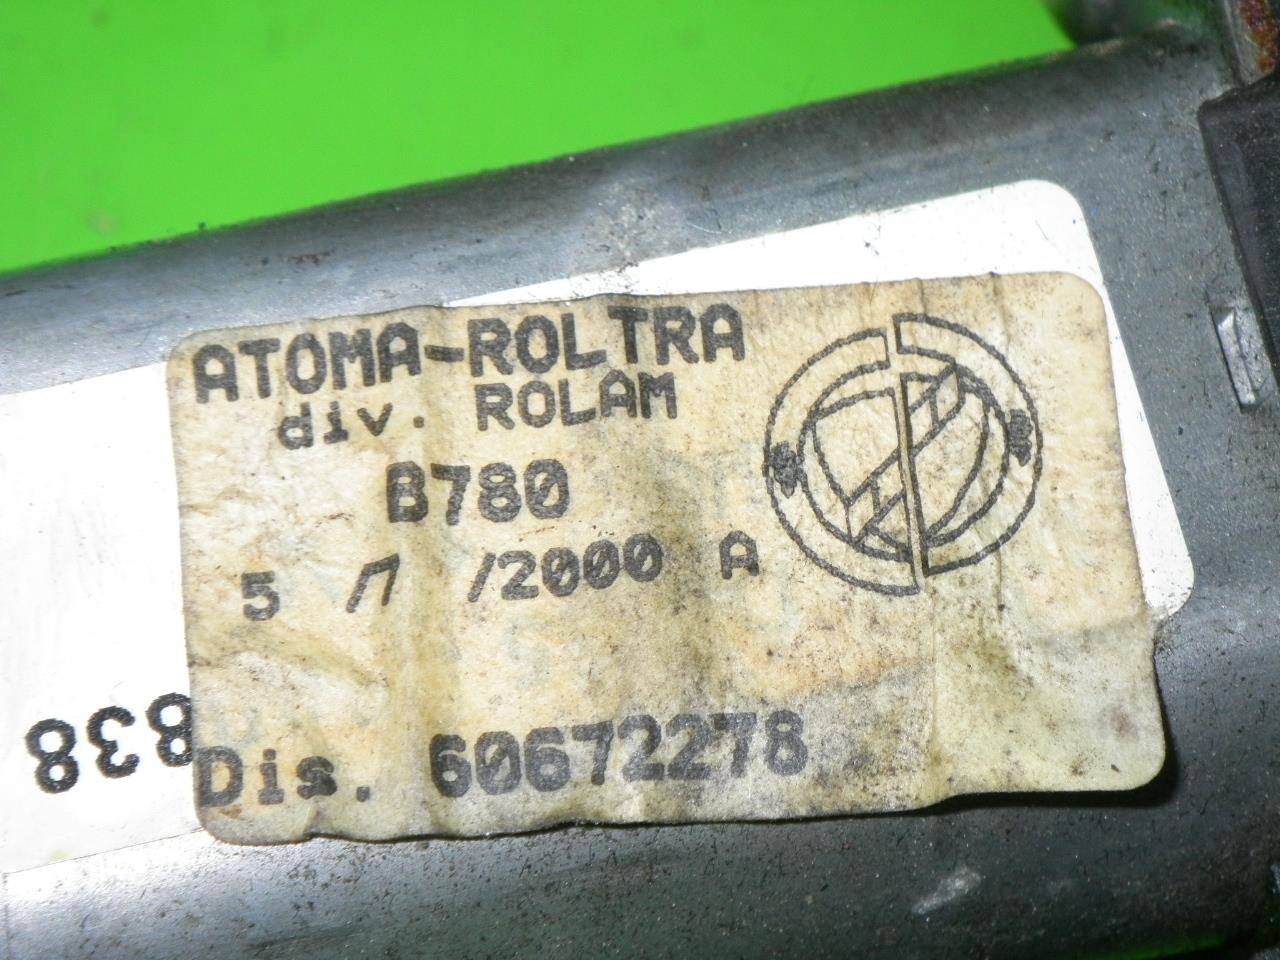 ATOMA-ROLTRA
div. ROLAM
B780
5 /7 /2000 A
Dis. 60672278
838